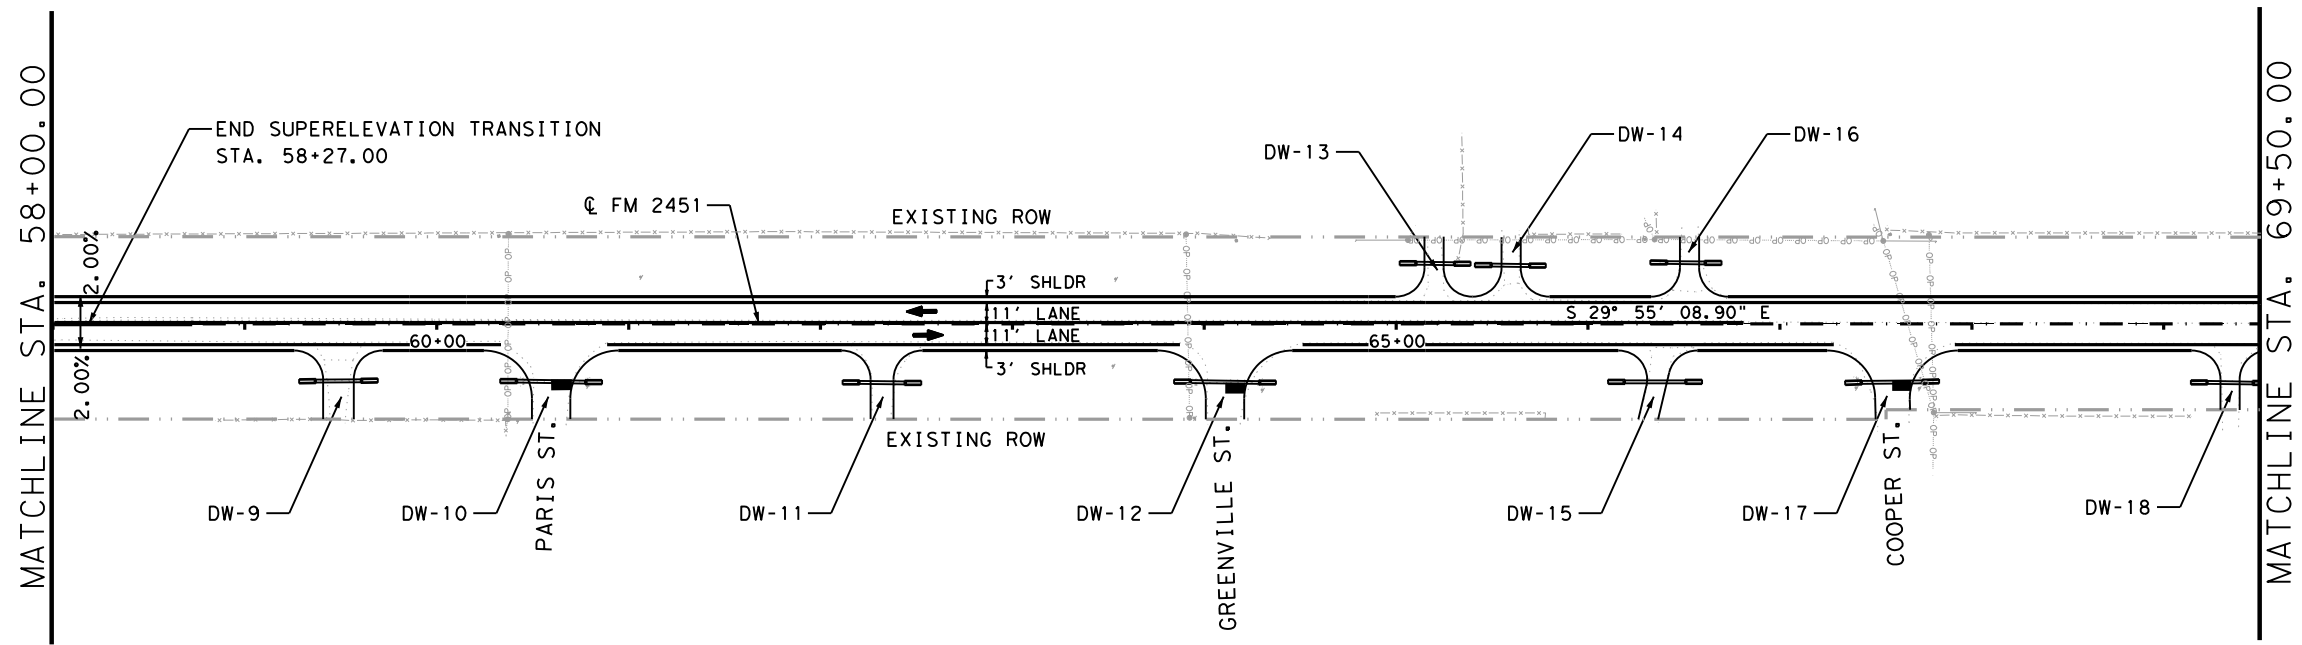 MATCHLINE STA. 58+00.00
END SUPERELEVATION TRANSITION
STA. 58+27.00
2.00%
2.00%
℄ FM 2451
EXISTING ROW
3' SHLDR
11' LANE
11' LANE
3' SHLDR
EXISTING ROW
60+00
65+00
S 29° 55' 08.90" E
DW-13
DW-14
DW-16
DW-9
DW-10
PARIS ST.
DW-11
DW-12
GREENVILLE ST.
DW-15
DW-17
COOPER ST.
DW-18
MATCHLINE STA. 69+50.00